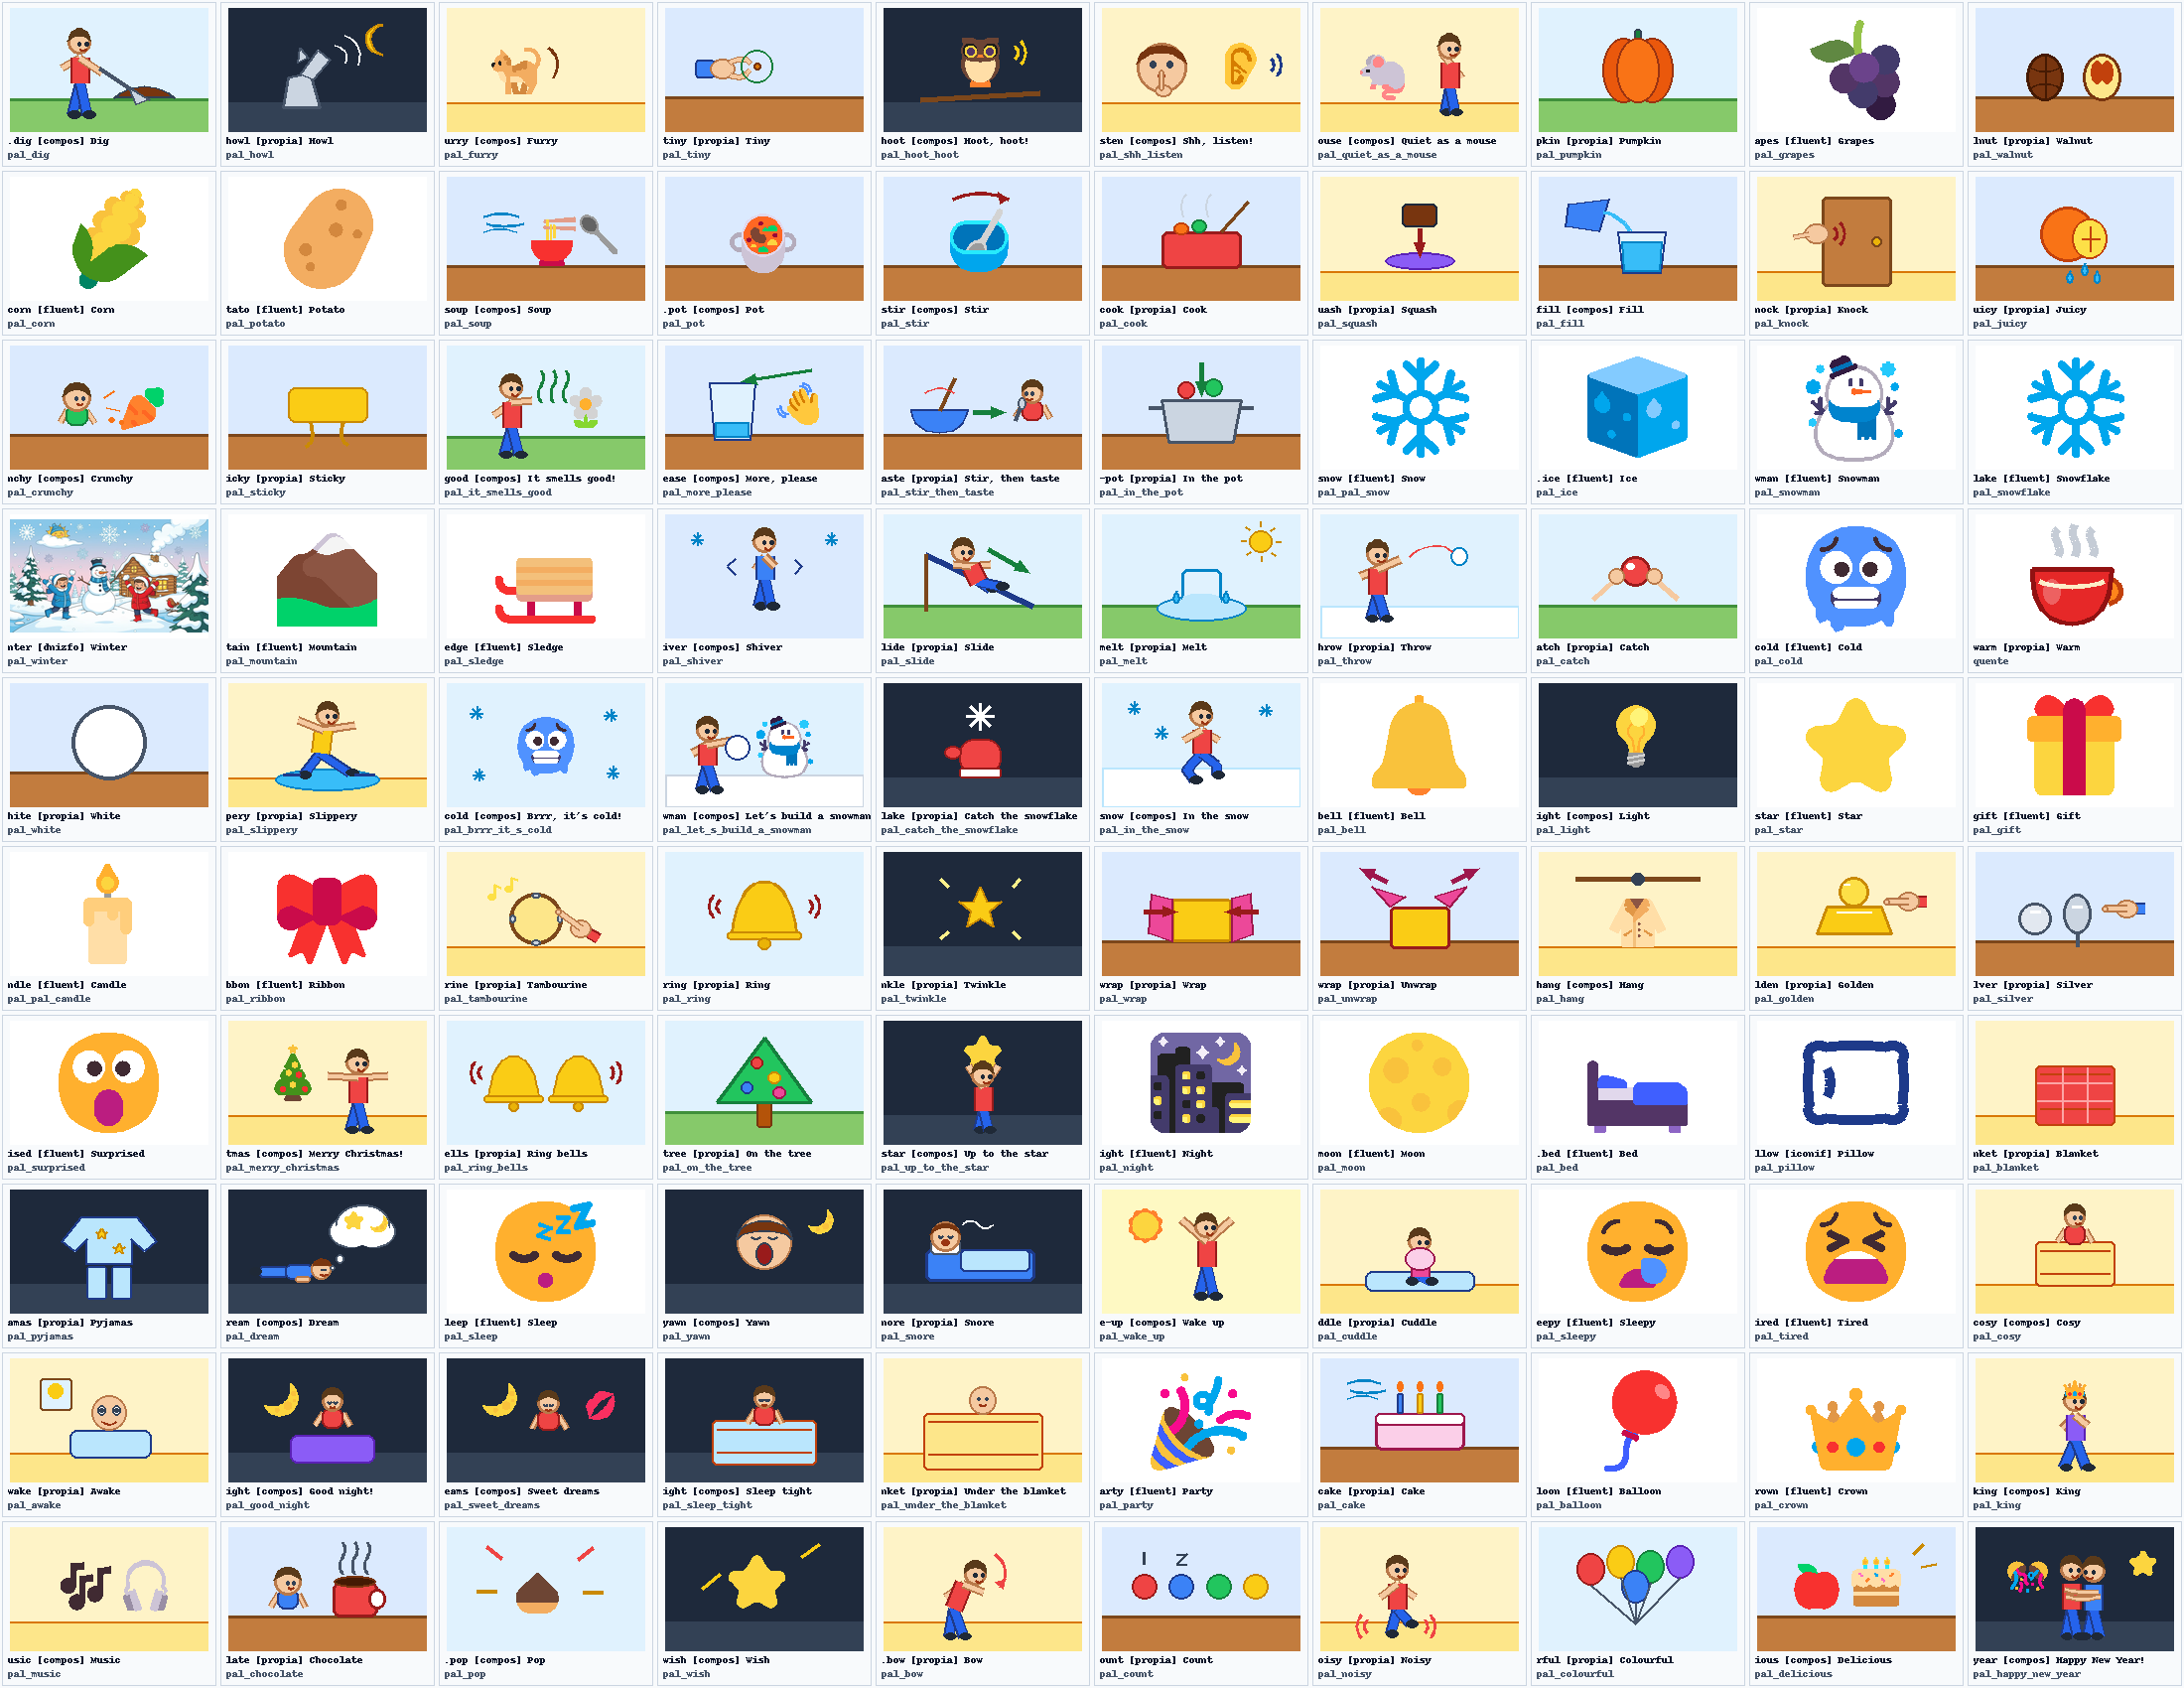 .dig [compos] Dig
pal_dig
howl [propia] Howl
pal_howl
urry [compos] Furry
pal_furry
tiny [propia] Tiny
pal_tiny
hoot [compos] Hoot, hoot!
pal_hoot_hoot
sten [compos] Shh, listen!
pal_shh_listen
ouse [compos] Quiet as a mouse
pal_quiet_as_a_mouse
pkin [propia] Pumpkin
pal_pumpkin
apes [fluent] Grapes
pal_grapes
lnut [propia] Walnut
pal_walnut
corn [fluent] Corn
pal_corn
tato [fluent] Potato
pal_potato
soup [compos] Soup
pal_soup
.pot [compos] Pot
pal_pot
stir [compos] Stir
pal_stir
cook [propia] Cook
pal_cook
uash [propia] Squash
pal_squash
fill [compos] Fill
pal_fill
nock [propia] Knock
pal_knock
uicy [propia] Juicy
pal_juicy
nchy [compos] Crunchy
pal_crunchy
icky [propia] Sticky
pal_sticky
good [compos] It smells good!
pal_it_smells_good
ease [compos] More, please
pal_more_please
aste [propia] Stir, then taste
pal_stir_then_taste
-pot [propia] In the pot
pal_in_the_pot
snow [fluent] Snow
pal_pal_snow
.ice [fluent] Ice
pal_ice
wman [fluent] Snowman
pal_snowman
lake [fluent] Snowflake
pal_snowflake
nter [dnizfo] Winter
pal_winter
tain [fluent] Mountain
pal_mountain
edge [fluent] Sledge
pal_sledge
iver [compos] Shiver
pal_shiver
lide [propia] Slide
pal_slide
melt [propia] Melt
pal_melt
hrow [propia] Throw
pal_throw
atch [propia] Catch
pal_catch
cold [fluent] Cold
pal_cold
warm [propia] Warm
quente
hite [propia] White
pal_white
pery [propia] Slippery
pal_slippery
cold [compos] Brrr, it's cold!
pal_brrr_it_s_cold
wman [compos] Let's build a snowman
pal_let_s_build_a_snowman
lake [propia] Catch the snowflake
pal_catch_the_snowflake
snow [compos] In the snow
pal_in_the_snow
bell [fluent] Bell
pal_bell
ight [compos] Light
pal_light
star [fluent] Star
pal_star
gift [fluent] Gift
pal_gift
ndle [fluent] Candle
pal_pal_candle
bbon [fluent] Ribbon
pal_ribbon
rine [propia] Tambourine
pal_tambourine
ring [propia] Ring
pal_ring
nkle [propia] Twinkle
pal_twinkle
wrap [propia] Wrap
pal_wrap
wrap [propia] Unwrap
pal_unwrap
hang [compos] Hang
pal_hang
lden [propia] Golden
pal_golden
lver [propia] Silver
pal_silver
ised [fluent] Surprised
pal_surprised
tmas [compos] Merry Christmas!
pal_merry_christmas
ells [propia] Ring bells
pal_ring_bells
tree [propia] On the tree
pal_on_the_tree
star [compos] Up to the star
pal_up_to_the_star
ight [fluent] Night
pal_night
moon [fluent] Moon
pal_moon
.bed [fluent] Bed
pal_bed
llow [iconif] Pillow
pal_pillow
nket [propia] Blanket
pal_blanket
amas [propia] Pyjamas
pal_pyjamas
ream [compos] Dream
pal_dream
zzZ
leep [fluent] Sleep
pal_sleep
yawn [compos] Yawn
pal_yawn
nore [propia] Snore
pal_snore
e-up [compos] Wake up
pal_wake_up
ddle [propia] Cuddle
pal_cuddle
eepy [fluent] Sleepy
pal_sleepy
ired [fluent] Tired
pal_tired
cosy [compos] Cosy
pal_cosy
wake [propia] Awake
pal_awake
ight [compos] Good night!
pal_good_night
eams [compos] Sweet dreams
pal_sweet_dreams
ight [compos] Sleep tight
pal_sleep_tight
nket [propia] Under the blanket
pal_under_the_blanket
arty [fluent] Party
pal_party
cake [propia] Cake
pal_cake
loon [fluent] Balloon
pal_balloon
rown [fluent] Crown
pal_crown
king [compos] King
pal_king
usic [compos] Music
pal_music
late [propia] Chocolate
pal_chocolate
.pop [compos] Pop
pal_pop
wish [compos] Wish
pal_wish
.bow [propia] Bow
pal_bow
ount [propia] Count
pal_count
oisy [propia] Noisy
pal_noisy
rful [propia] Colourful
pal_colourful
ious [compos] Delicious
pal_delicious
year [compos] Happy New Year!
pal_happy_new_year